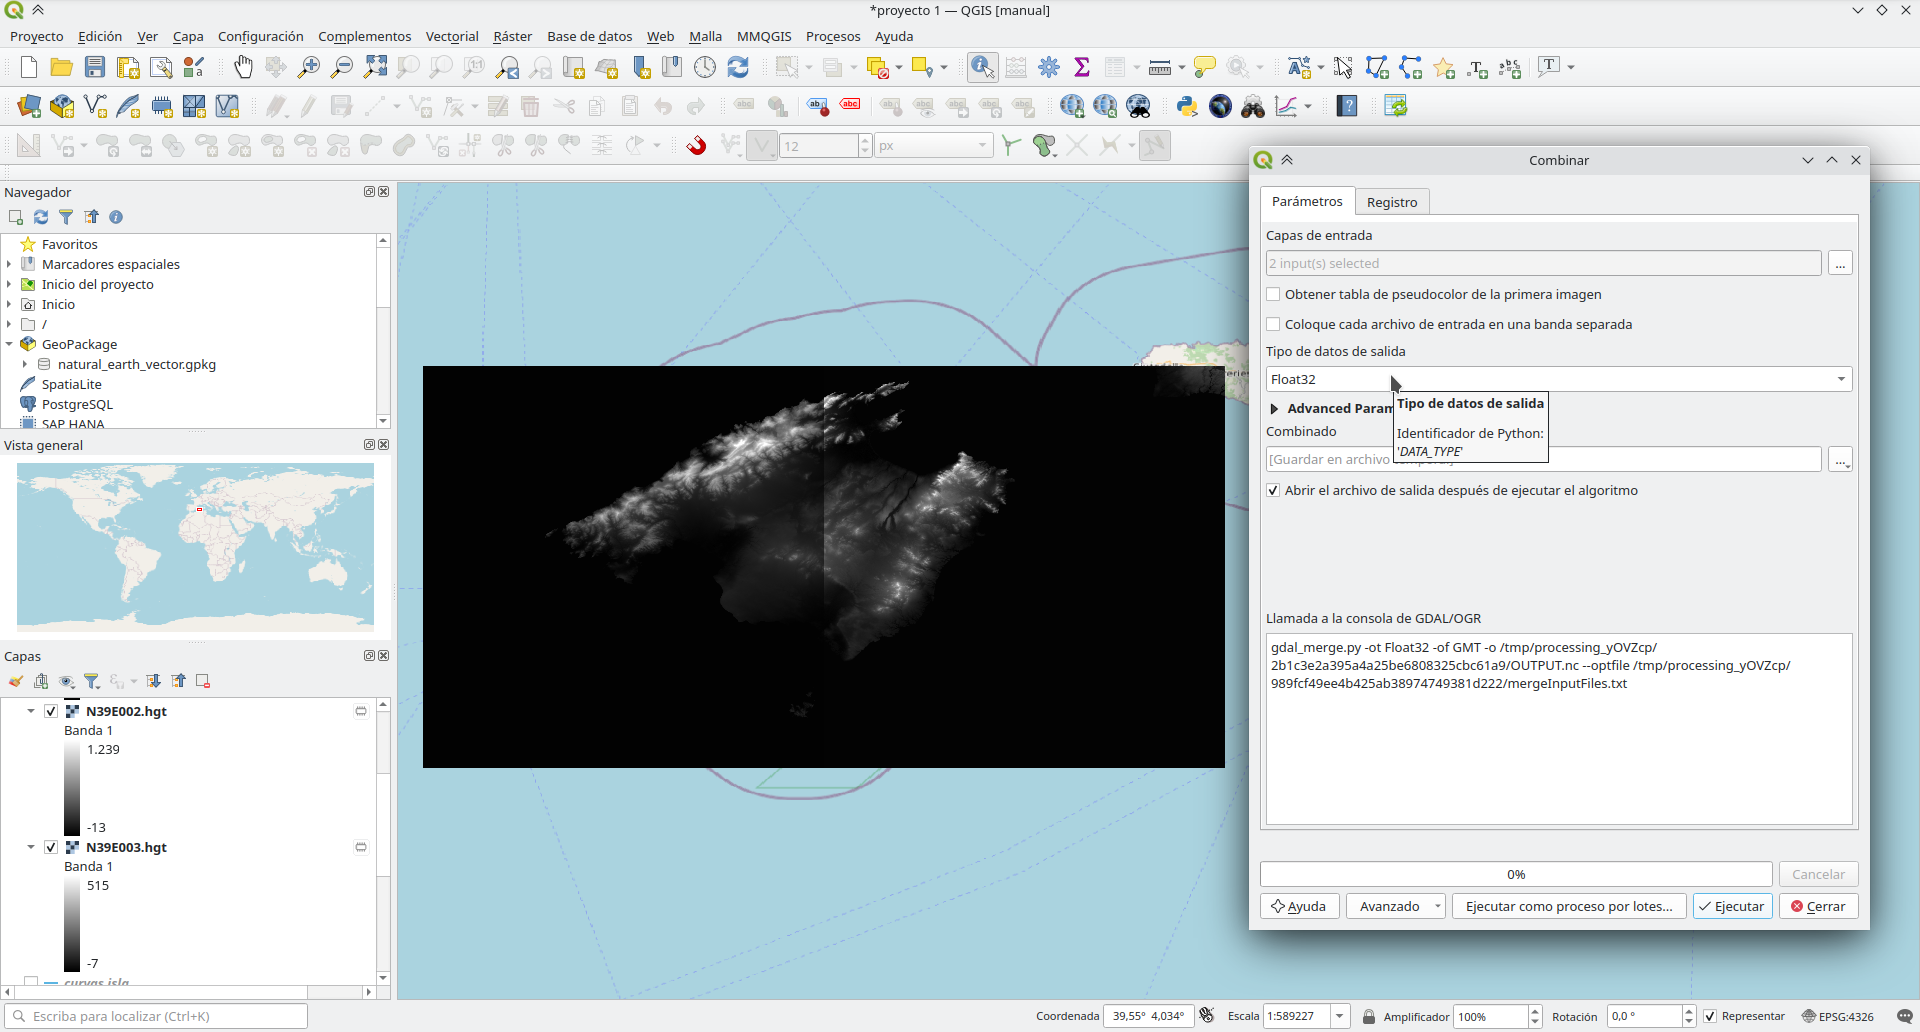 *proyecto 1 — QGIS [manual]
Proyecto Edición Ver Capa Configuración Complementos Vectorial Ráster Base de datos Web Malla MMQGIS Procesos Ayuda
12 px
Navegador
Favoritos
Marcadores espaciales
Inicio del proyecto
Inicio
/
GeoPackage
natural_earth_vector.gpkg
SpatiaLite
PostgreSQL
SAP HANA
Vista general
Capas
N39E002.hgt
Banda 1
1.239
-13
N39E003.hgt
Banda 1
515
-7
curvas isla
Combinar
Parámetros Registro
Capas de entrada
2 input(s) selected
...
Obtener tabla de pseudocolor de la primera imagen
Coloque cada archivo de entrada en una banda separada
Tipo de datos de salida
Float32
Advanced Param
Tipo de datos de salida
Identificador de Python:
'DATA_TYPE'
Combinado
[Guardar en archivo
...
Abrir el archivo de salida después de ejecutar el algoritmo
Llamada a la consola de GDAL/OGR
gdal_merge.py -ot Float32 -of GMT -o /tmp/processing_yOVZcp/
2b1c3e2a395a4a25be6808325cbc61a9/OUTPUT.nc --optfile /tmp/processing_yOVZcp/
989fcf49ee4b425ab38974749381d222/mergeInputFiles.txt
0%
Cancelar
Ayuda Avanzado Ejecutar como proceso por lotes... Ejecutar Cerrar
Escriba para localizar (Ctrl+K)
Coordenada 39,55° 4,034° Escala 1:589227 Amplificador 100% Rotación 0,0 ° Representar EPSG:4326